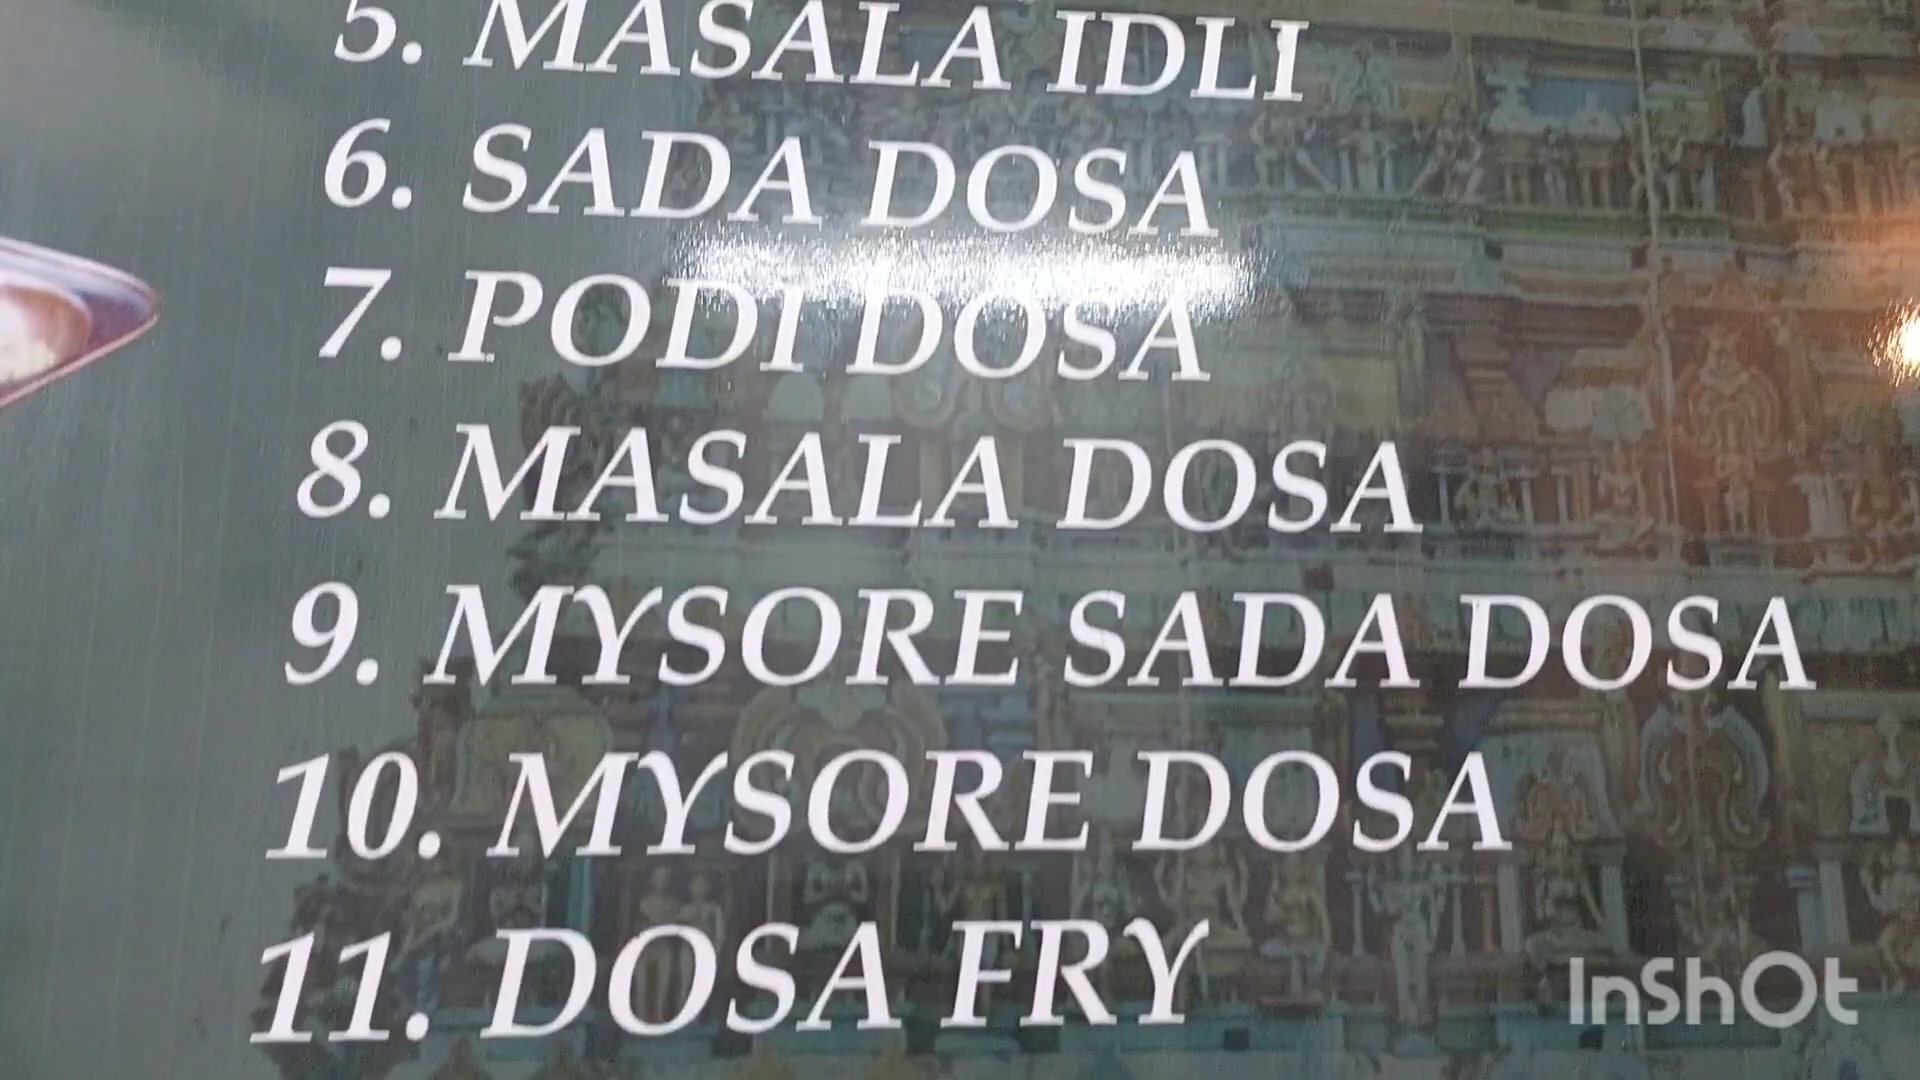 5. MASALA IDLI
6. SADA DOSA
7. PODI DOSA
8. MASALA DOSA
9. MYSORE SADA DOSA
10. MYSORE DOSA
11. DOSA FRY
InShOt